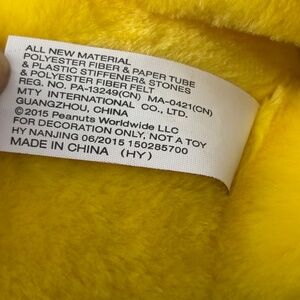 ALL NEW MATERIAL
POLYESTER FIBER & PAPER TUBE
& PLASTIC STIFFENER& STONES
& POLYESTER FIBER FELT
REG. NO. PA-13249(CN) MA-0421(CN)
MTY INTERNATIONAL CO., LTD.
GUANGZHOU, CHINA
©2015 Peanuts Worldwide LLC
FOR DECORATION ONLY, NOT A TOY
HY NANJING 06/2015 150285700
MADE IN CHINA (HY)